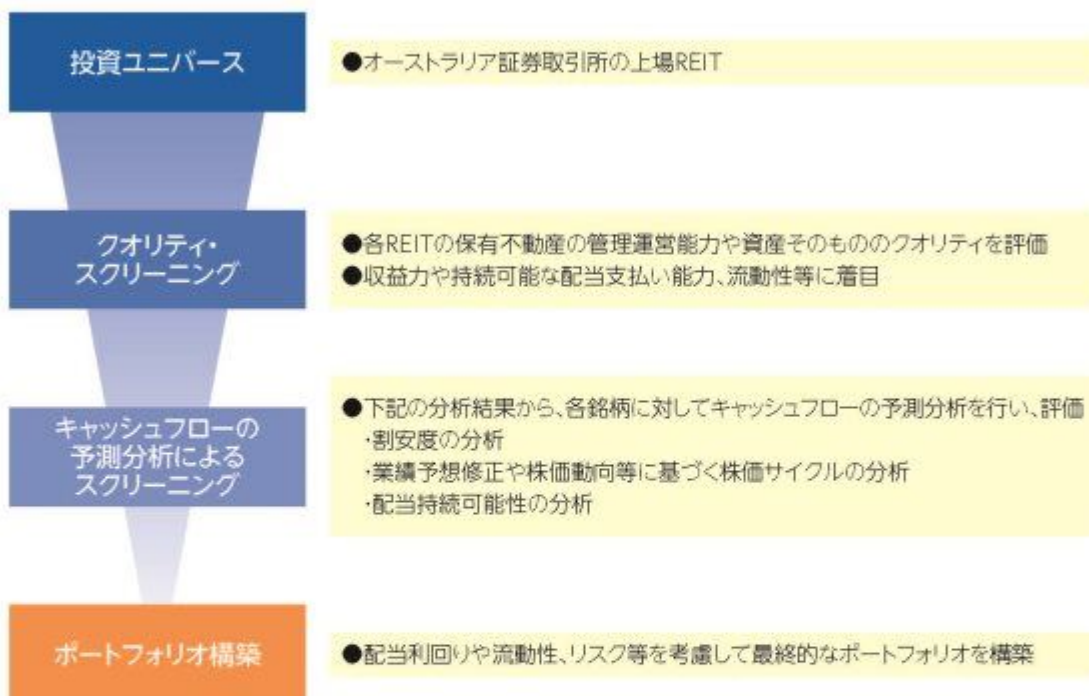 投資ユニバース
●オーストラリア証券取引所の上場REIT
クオリティ・
スクリーニング
●各REITの保有不動産の管理運営能力や資産そのもののクオリティを評価
●収益力や持続可能な配当支払い能力、流動性等に着目
キャッシュフローの
予測分析による
スクリーニング
●下記の分析結果から、各銘柄に対してキャッシュフローの予測分析を行い、評価
・割安度の分析
・業績予想修正や株価動向等に基づく株価サイクルの分析
・配当持続可能性の分析
ポートフォリオ構築
●配当利回りや流動性、リスク等を考慮して最終的なポートフォリオを構築